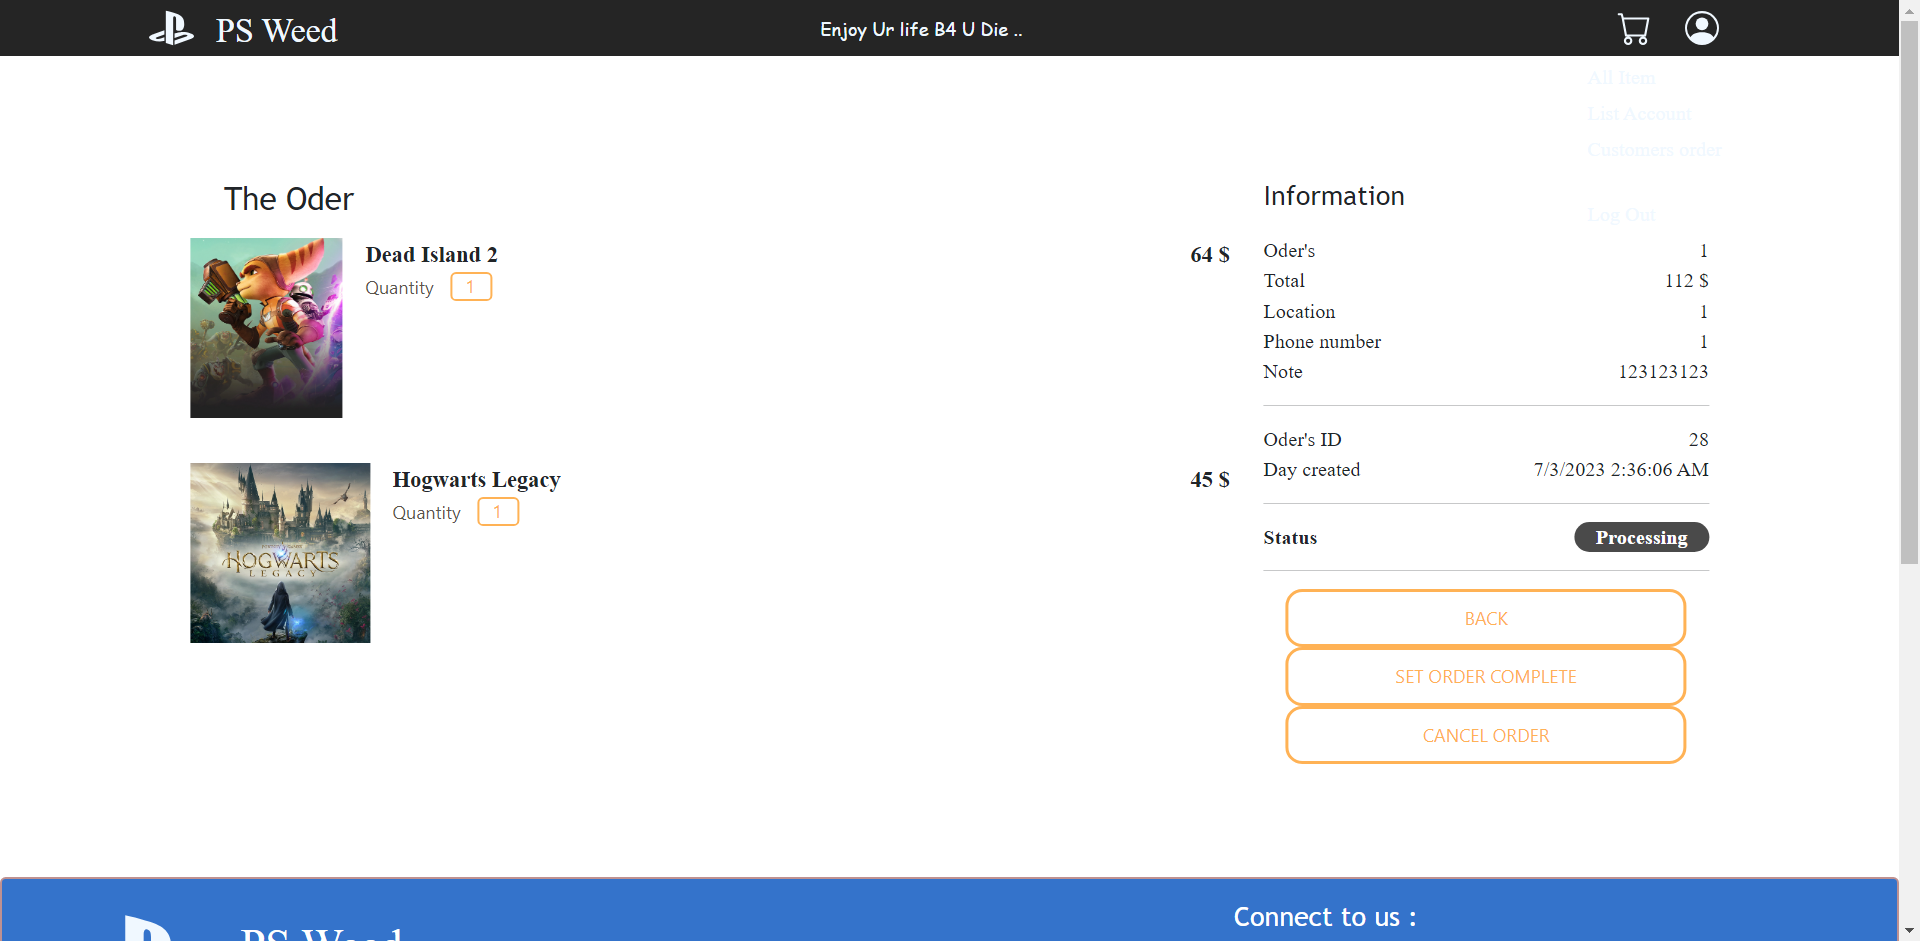 PS Weed
Enjoy Ur life B4 U Die ..
All Item
List Account
Customers order
Log Out
The Oder
Dead Island 2
64 $
Quantity 1
HOGWARTS
LEGACY
Hogwarts Legacy
45 $
Quantity 1
Information
Oder's 1
Total 112 $
Location 1
Phone number 1
Note 123123123
Oder's ID 28
Day created 7/3/2023 2:36:06 AM
Status Processing
BACK
SET ORDER COMPLETE
CANCEL ORDER
PS Weed
Connect to us :